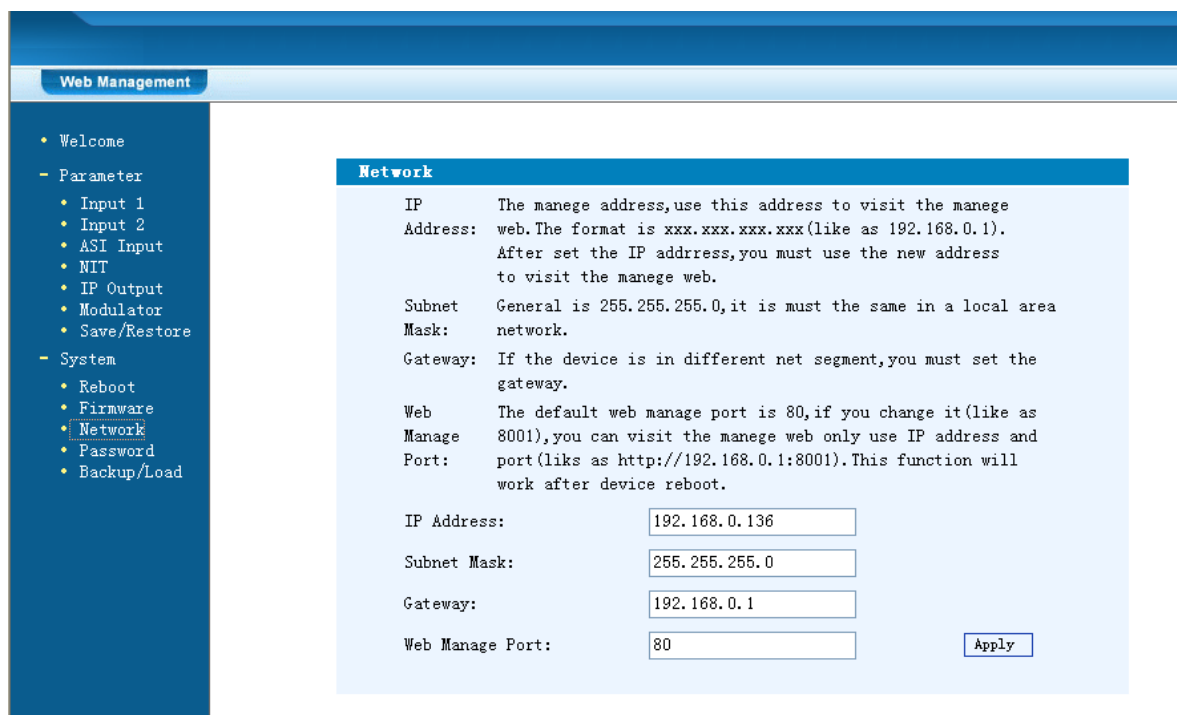 Web Management
Welcome
Parameter
Input 1
Input 2
ASI Input
NIT
IP Output
Modulator
Save/Restore
System
Reboot
Firmware
Network
Password
Backup/Load
Network
IP Address: The manege address,use this address to visit the manege
web.The format is xxx.xxx.xxx.xxx(like as 192.168.0.1).
After set the IP addrress,you must use the new address
to visit the manege web.
Subnet Mask: General is 255.255.255.0,it is must the same in a local area
network.
Gateway: If the device is in different net segment,you must set the
gateway.
Web Manage Port: The default web manage port is 80,if you change it(like as
8001),you can visit the manege web only use IP address and
port(liks as http://192.168.0.1:8001).This function will
work after device reboot.
IP Address: 192.168.0.136
Subnet Mask: 255.255.255.0
Gateway: 192.168.0.1
Web Manage Port: 80 Apply